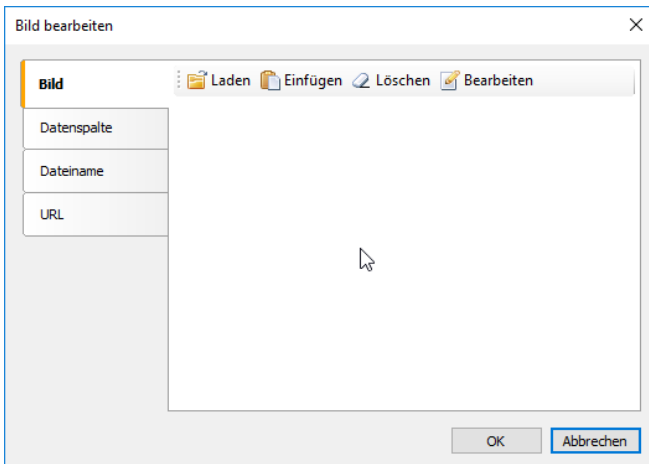 Bild bearbeiten
Bild
Laden Einfügen Löschen Bearbeiten
Datenspalte
Dateiname
URL
OK Abbrechen